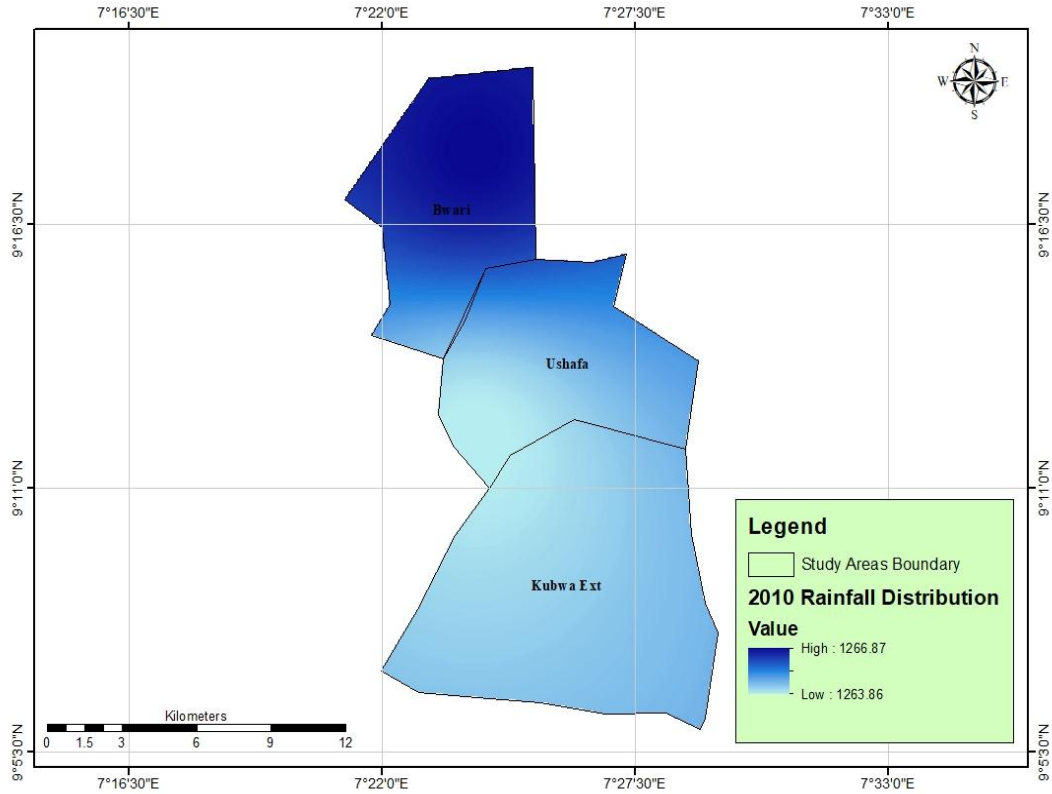 7°16'30"E 7°22'0"E 7°27'30"E 7°33'0"E
N
W E
S
9°16'30"N 9°16'30"N
9°11'0"N 9°11'0"N
9°5'30"N 9°5'30"N
Bwari
Ushafa
Kubwa Ext
Legend
Study Areas Boundary
2010 Rainfall Distribution
Value
High : 1266.87
Low : 1263.86
Kilometers
0 1.5 3 6 9 12
7°16'30"E 7°22'0"E 7°27'30"E 7°33'0"E